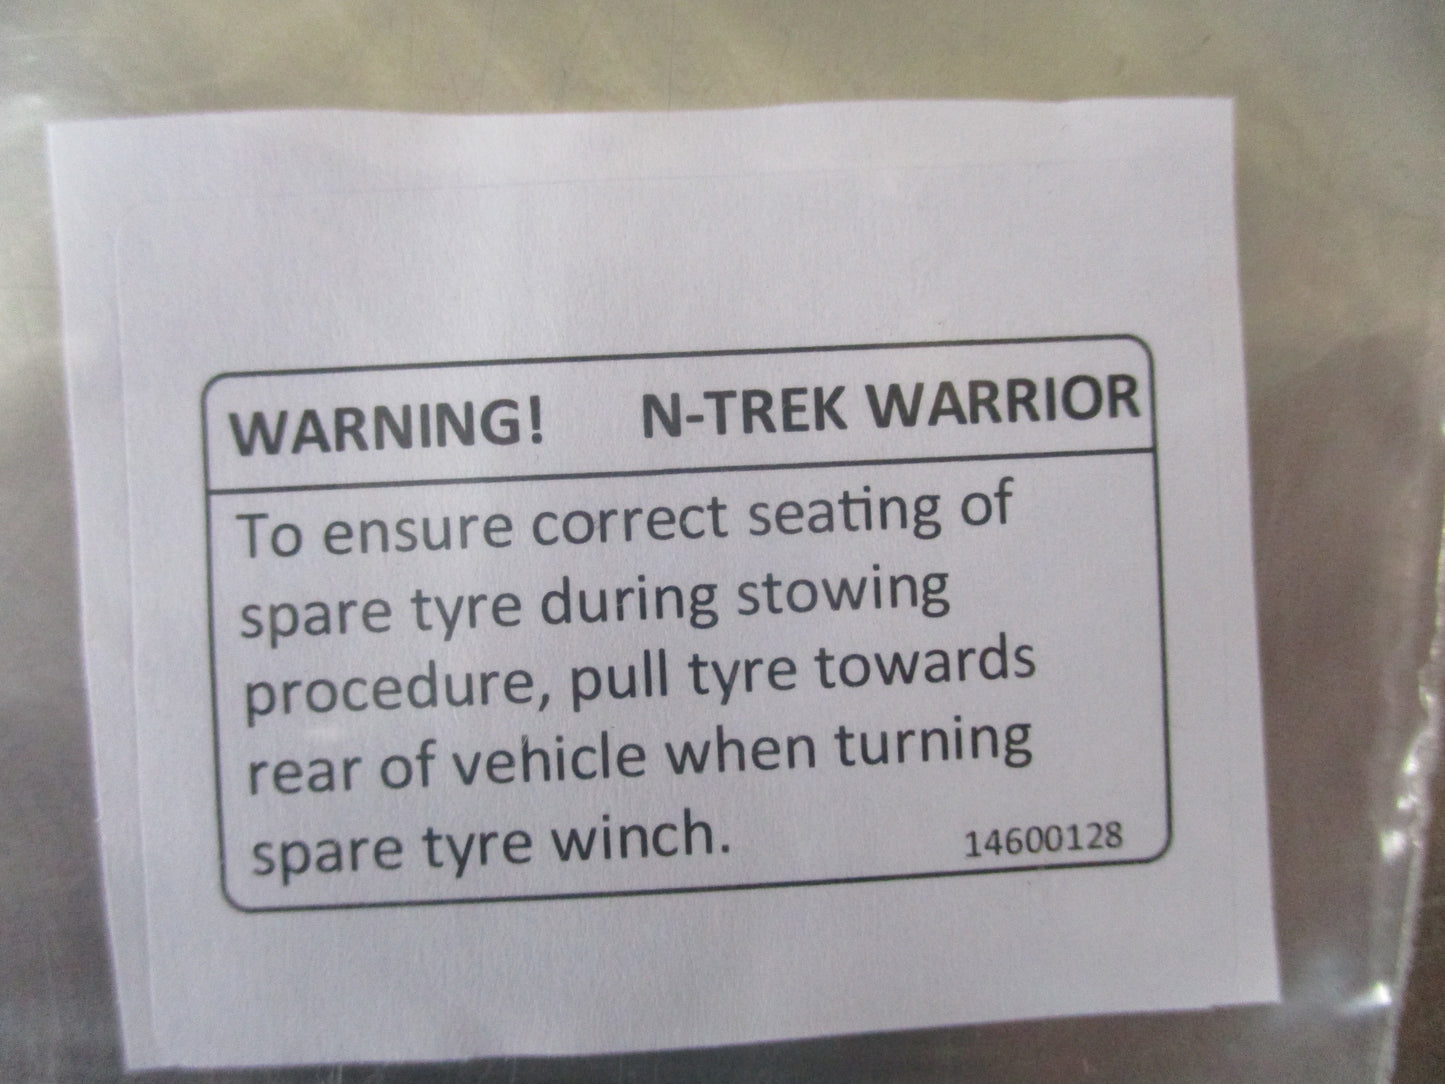 WARNING! N-TREK WARRIOR
To ensure correct seating of
spare tyre during stowing
procedure, pull tyre towards
rear of vehicle when turning
spare tyre winch. 14600128